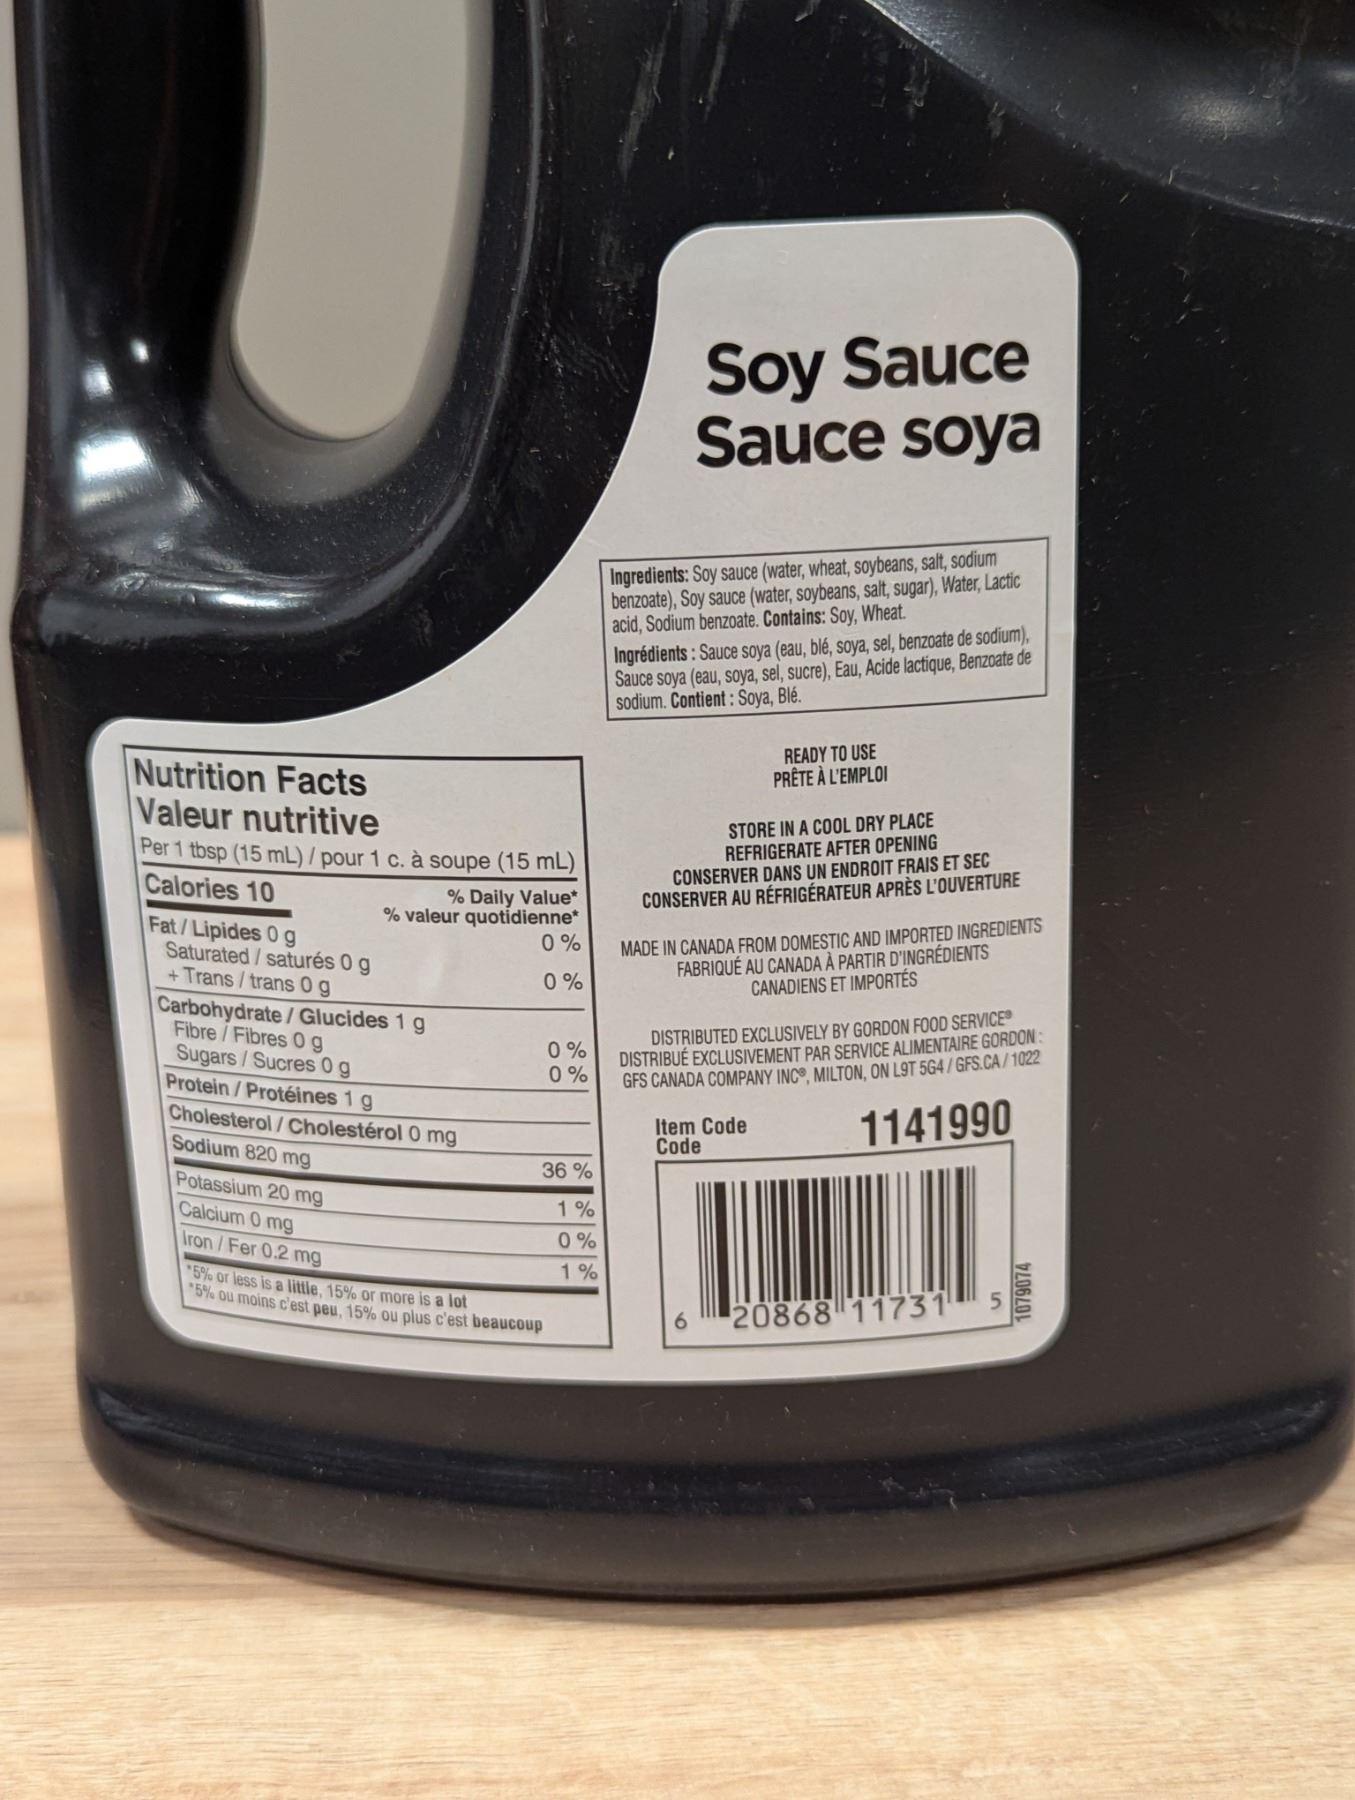 Soy Sauce
Sauce soya
Ingredients: Soy sauce (water, wheat, soybeans, salt, sodium
benzoate), Soy sauce (water, soybeans, salt, sugar), Water, Lactic
acid, Sodium benzoate. Contains: Soy, Wheat.
Ingrédients : Sauce soya (eau, blé, soya, sel, benzoate de sodium),
Sauce soya (eau, soya, sel, sucre), Eau, Acide lactique, Benzoate de
sodium. Contient : Soya, Blé.
READY TO USE
PRÊTE À L'EMPLOI
STORE IN A COOL DRY PLACE
REFRIGERATE AFTER OPENING
CONSERVER DANS UN ENDROIT FRAIS ET SEC
CONSERVER AU RÉFRIGÉRATEUR APRÈS L'OUVERTURE
MADE IN CANADA FROM DOMESTIC AND IMPORTED INGREDIENTS
FABRIQUÉ AU CANADA À PARTIR D'INGRÉDIENTS
CANADIENS ET IMPORTÉS
DISTRIBUTED EXCLUSIVELY BY GORDON FOOD SERVICE®
DISTRIBUÉ EXCLUSIVEMENT PAR SERVICE ALIMENTAIRE GORDON :
GFS CANADA COMPANY INC®, MILTON, ON L9T 5G4 / GFS.CA / 1022
Item Code 1141990
Code
6 20868 11731 5
1079074
Nutrition Facts
Valeur nutritive
Per 1 tbsp (15 mL) / pour 1 c. à soupe (15 mL)
Calories 10 % Daily Value*
% valeur quotidienne*
Fat / Lipides 0 g 0 %
Saturated / saturés 0 g
+ Trans / trans 0 g 0 %
Carbohydrate / Glucides 1 g
Fibre / Fibres 0 g 0 %
Sugars / Sucres 0 g 0 %
Protein / Protéines 1 g
Cholesterol / Cholestérol 0 mg
Sodium 820 mg 36 %
Potassium 20 mg 1 %
Calcium 0 mg 0 %
Iron / Fer 0.2 mg 1 %
*5% or less is a little, 15% or more is a lot
*5% ou moins c'est peu, 15% ou plus c'est beaucoup